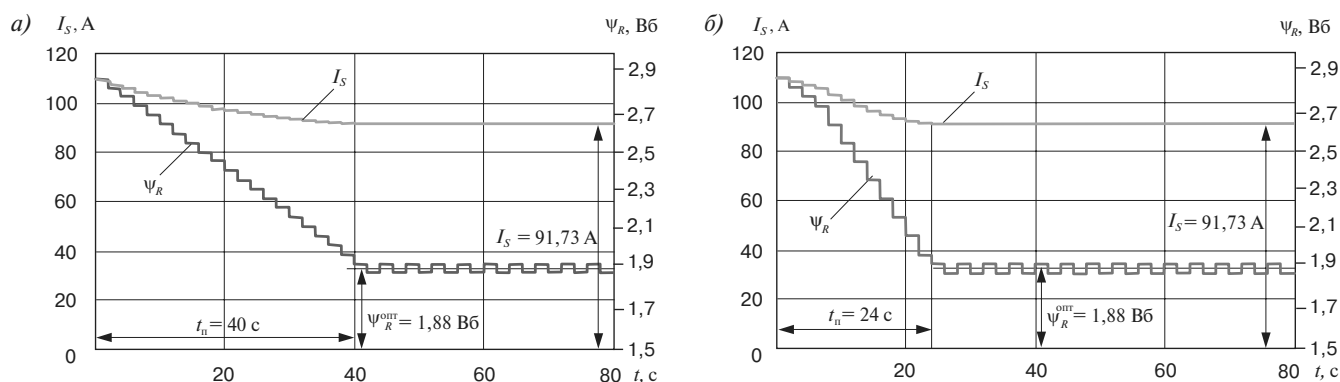 а)
I_S, А
Ψ_R, Вб
120
100
80
60
40
20
0
2,9
2,7
2,5
2,3
2,1
1,9
1,7
1,5
I_S
Ψ_R
I_S = 91,73 А
Ψ_R^опт = 1,88 Вб
t_п = 40 с
20
40
60
80
t, с
б)
I_S, А
Ψ_R, Вб
120
100
80
60
40
20
0
2,9
2,7
2,5
2,3
2,1
1,9
1,7
1,5
I_S
Ψ_R
I_S = 91,73 А
Ψ_R^опт = 1,88 Вб
t_п = 24 с
20
40
60
80
t, с